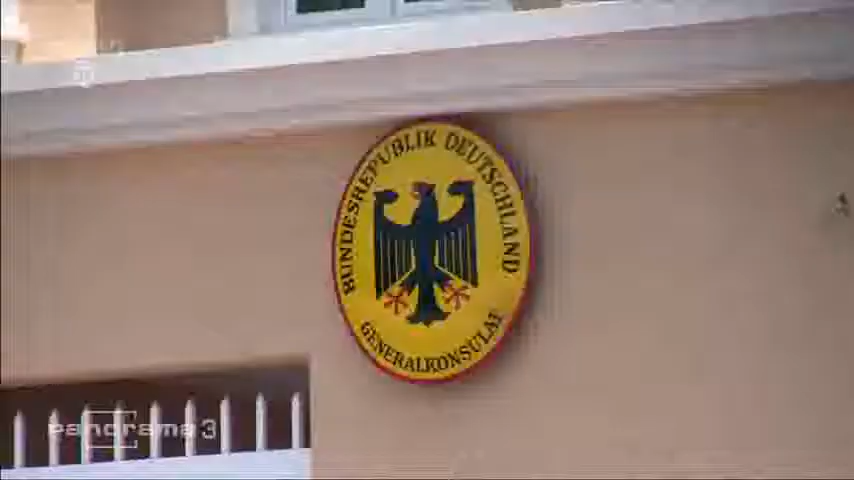 BUNDESREPUBLIK DEUTSCHLAND
GENERALKONSULAT
panorama 3